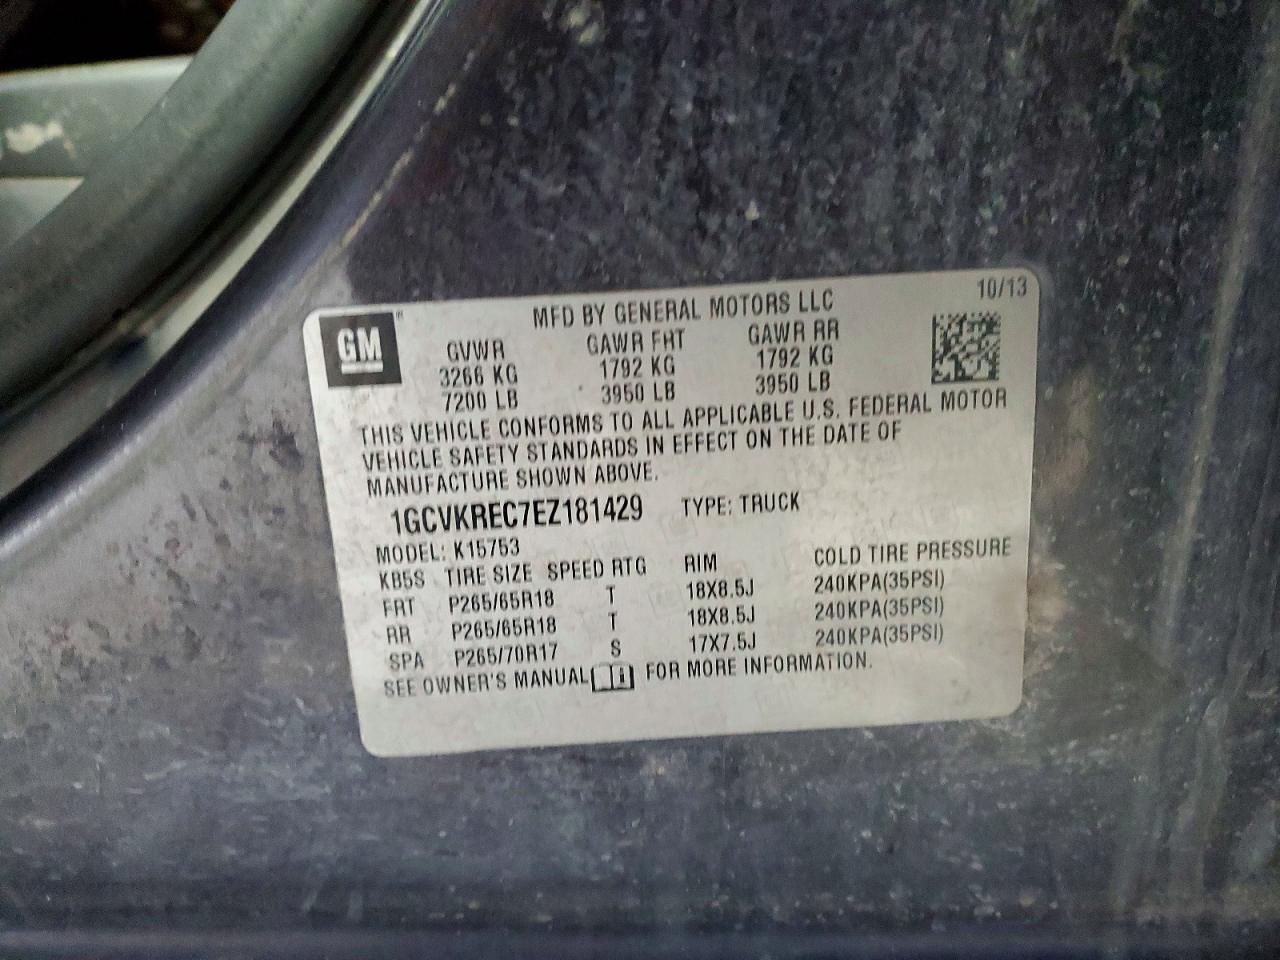 10/13
MFD BY GENERAL MOTORS LLC
GM®
GVWR GAWR FRT GAWR RR
3266 KG 1792 KG 1792 KG
7200 LB 3950 LB 3950 LB
THIS VEHICLE CONFORMS TO ALL APPLICABLE U.S. FEDERAL MOTOR
VEHICLE SAFETY STANDARDS IN EFFECT ON THE DATE OF
MANUFACTURE SHOWN ABOVE.
1GCVKREC7EZ181429 TYPE: TRUCK
MODEL: K15753
KB5S TIRE SIZE SPEED RTG RIM COLD TIRE PRESSURE
FRT P265/65R18 T 18X8.5J 240KPA(35PSI)
RR P265/65R18 T 18X8.5J 240KPA(35PSI)
SPA P265/70R17 S 17X7.5J 240KPA(35PSI)
SEE OWNER'S MANUAL FOR MORE INFORMATION.